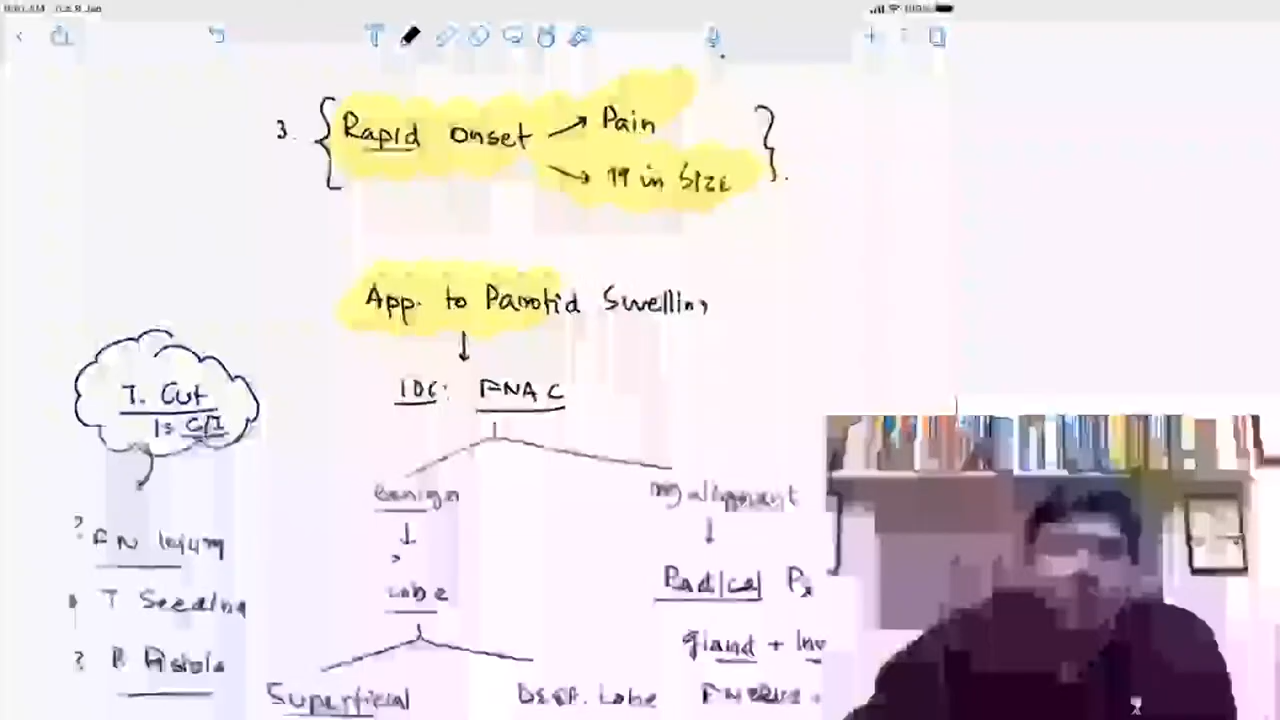 3. { Rapid onset → Pain }
→ ↑↑ in Size
App. to Parotid Swelling
↓
IOC: FNAC
T. Cut
is C/I
Benign
Malignant
? FN Injury
↓
Lobe
Radical Px
T Seeding
gland + Inv
? P Fistula
Superficial
Deep. Lobe